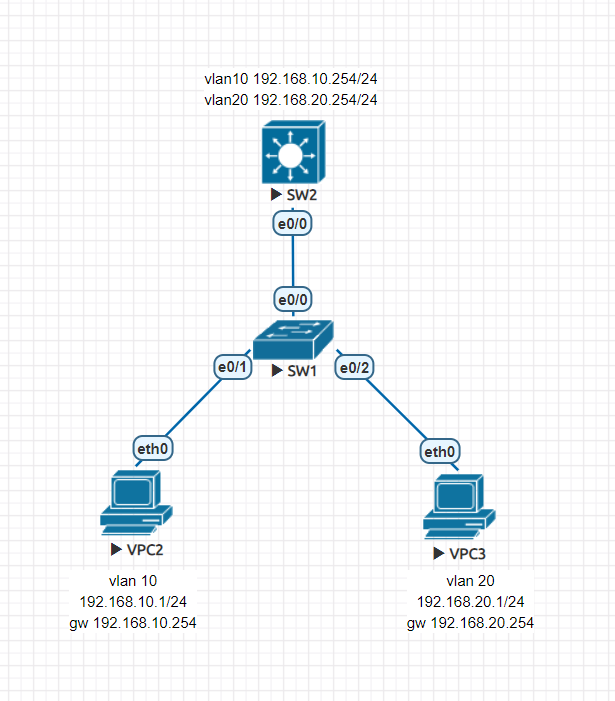 vlan10 192.168.10.254/24
vlan20 192.168.20.254/24
SW2
e0/0
e0/0
SW1
e0/1
e0/2
eth0
eth0
VPC2
VPC3
vlan 10
192.168.10.1/24
gw 192.168.10.254
vlan 20
192.168.20.1/24
gw 192.168.20.254